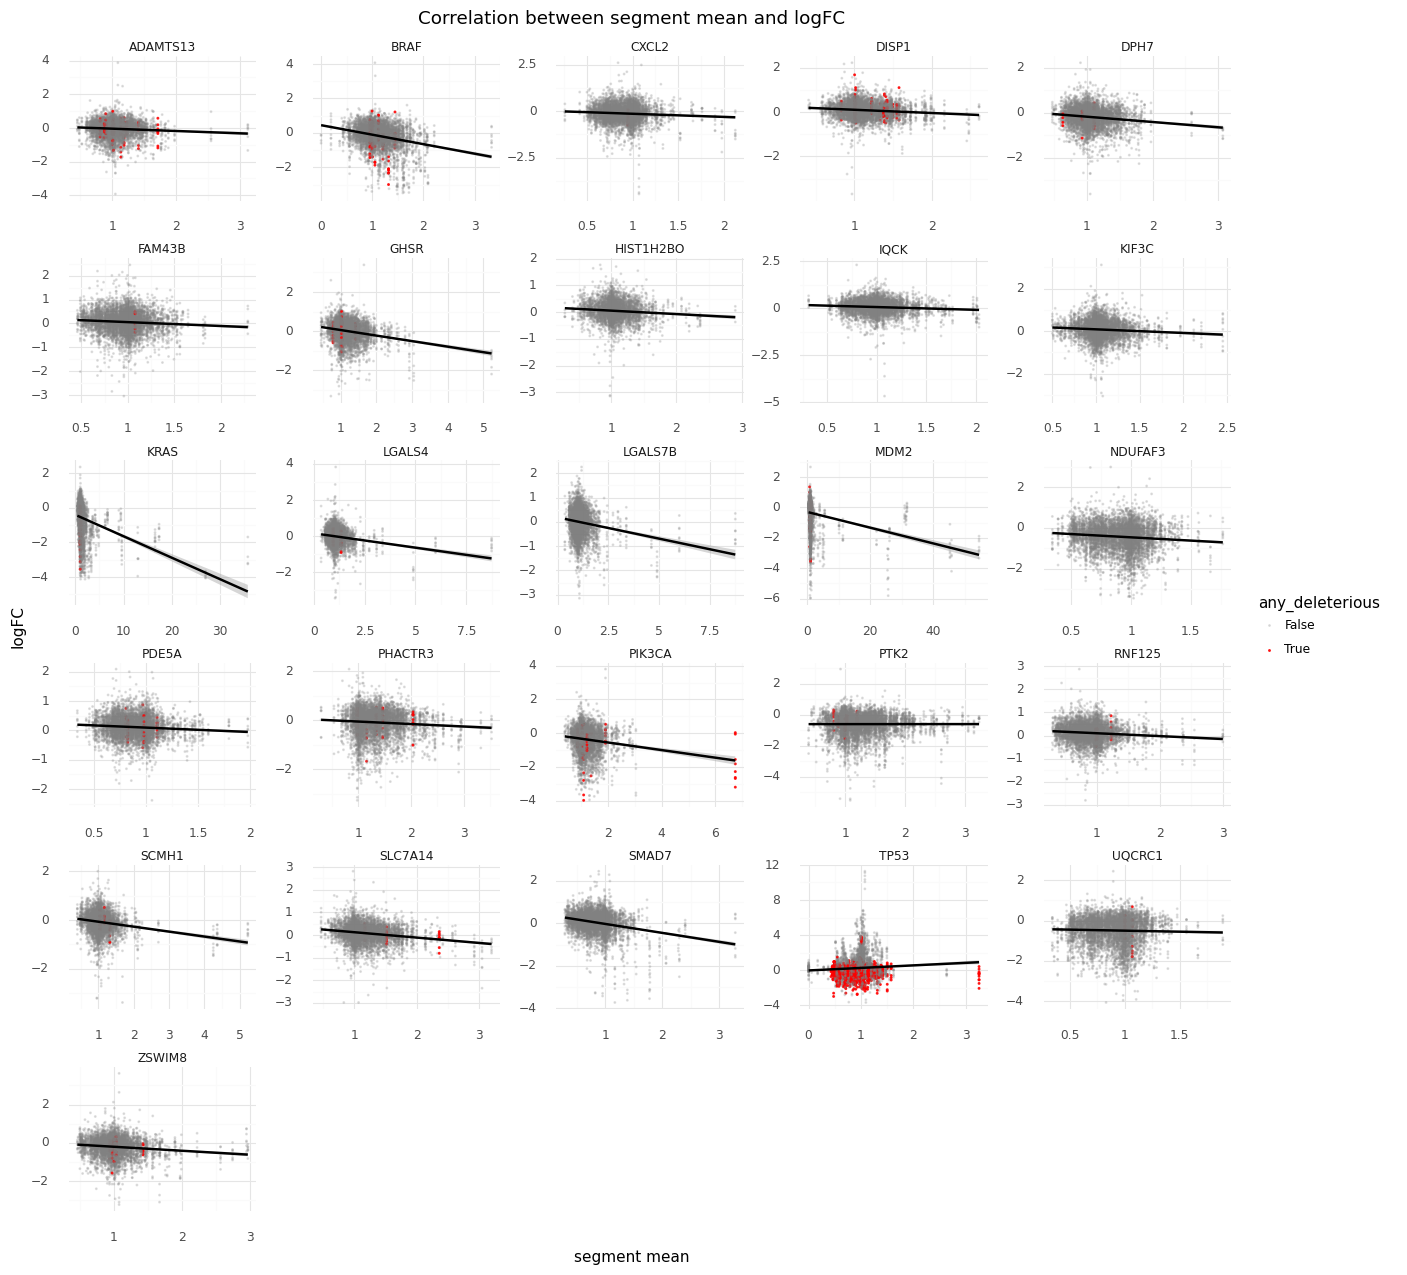 Correlation between segment mean and logFC
ADAMTS13 BRAF CXCL2 DISP1 DPH7
4 2 0 −2 −4
1 2 3
4 2 0 −2
0 1 2 3
2.5 0 −2.5
0.5 1 1.5 2
2 0 −2
1 2
2 0 −2
1 2 3
FAM43B GHSR HIST1H2BO IQCK KIF3C
2 1 0 −1 −2 −3
0.5 1 1.5 2
2 0 −2
1 2 3 4 5
2 1 0 −1 −2 −3
1 2 3
2.5 0 −2.5 −5
0.5 1 1.5 2
2 0 −2
0.5 1 1.5 2 2.5
KRAS LGALS4 LGALS7B MDM2 NDUFAF3
2 0 −2 −4
0 10 20 30
4 2 0 −2
0 2.5 5 7.5
2 1 0 −1 −2 −3
0 2.5 5 7.5
2 0 −2 −4 −6
0 20 40
2 0 −2
0.5 1 1.5
logFC
any_deleterious
False
True
PDE5A PHACTR3 PIK3CA PTK2 RNF125
2 1 0 −1 −2
0.5 1 1.5 2
2 0 −2
1 2 3
4 2 0 −2 −4
2 4 6
2 0 −2 −4
1 2 3
3 2 1 0 −1 −2 −3
1 2 3
SCMH1 SLC7A14 SMAD7 TP53 UQCRC1
2 0 −2
1 2 3 4 5
3 2 1 0 −1 −2 −3
1 2 3
2 0 −2 −4
1 2 3
12 8 4 0 −4
0 1 2 3
2 0 −2 −4
0.5 1 1.5
ZSWIM8
2 0 −2
1 2 3
segment mean